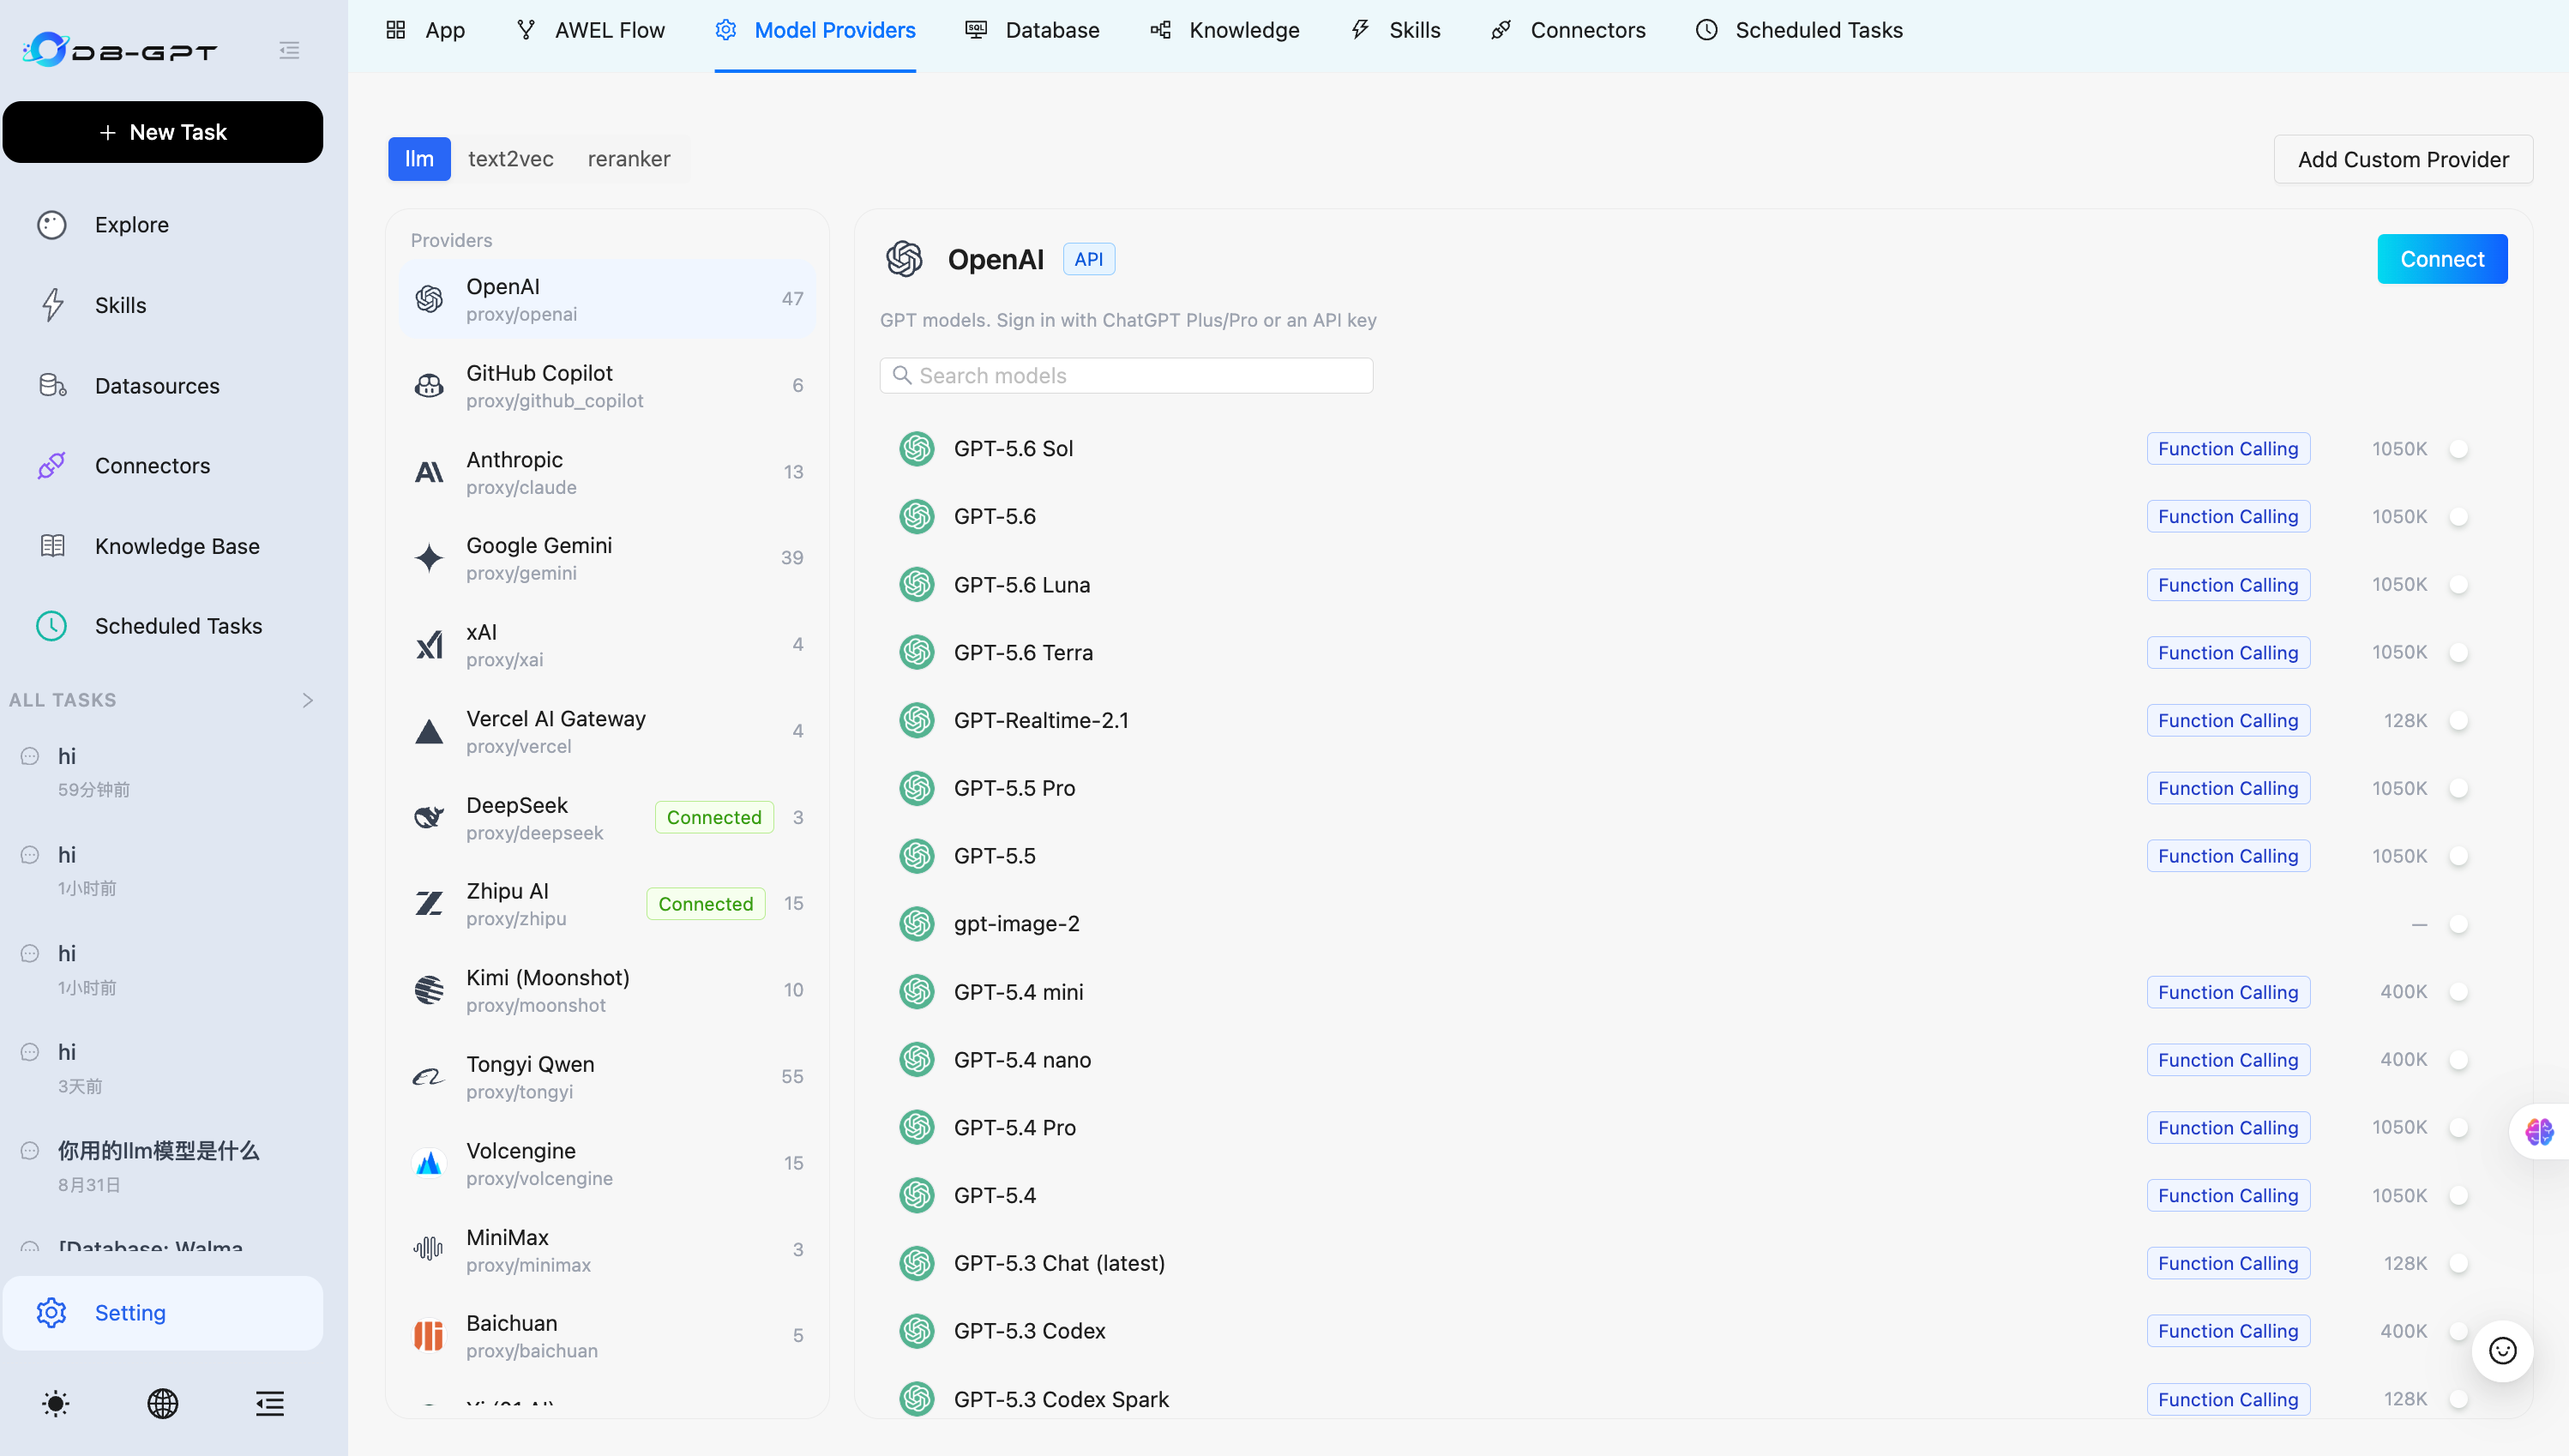 DB-GPT
+ New Task
Explore
Skills
Datasources
Connectors
Knowledge Base
Scheduled Tasks
ALL TASKS
hi
59分钟前
hi
1小时前
hi
1小时前
hi
3天前
你用的llm模型是什么
8月31日
[Database: Walma
Setting
App
AWEL Flow
Model Providers
Database
Knowledge
Skills
Connectors
Scheduled Tasks
llm
text2vec
reranker
Add Custom Provider
Providers
OpenAI
proxy/openai
47
GitHub Copilot
proxy/github_copilot
6
Anthropic
proxy/claude
13
Google Gemini
proxy/gemini
39
xAI
proxy/xai
4
Vercel AI Gateway
proxy/vercel
4
DeepSeek
proxy/deepseek
Connected
3
Zhipu AI
proxy/zhipu
Connected
15
Kimi (Moonshot)
proxy/moonshot
10
Tongyi Qwen
proxy/tongyi
55
Volcengine
proxy/volcengine
15
MiniMax
proxy/minimax
3
Baichuan
proxy/baichuan
5
OpenAI
API
Connect
GPT models. Sign in with ChatGPT Plus/Pro or an API key
Search models
GPT-5.6 Sol Function Calling 1050K
GPT-5.6 Function Calling 1050K
GPT-5.6 Luna Function Calling 1050K
GPT-5.6 Terra Function Calling 1050K
GPT-Realtime-2.1 Function Calling 128K
GPT-5.5 Pro Function Calling 1050K
GPT-5.5 Function Calling 1050K
gpt-image-2 —
GPT-5.4 mini Function Calling 400K
GPT-5.4 nano Function Calling 400K
GPT-5.4 Pro Function Calling 1050K
GPT-5.4 Function Calling 1050K
GPT-5.3 Chat (latest) Function Calling 128K
GPT-5.3 Codex Function Calling 400K
GPT-5.3 Codex Spark Function Calling 128K